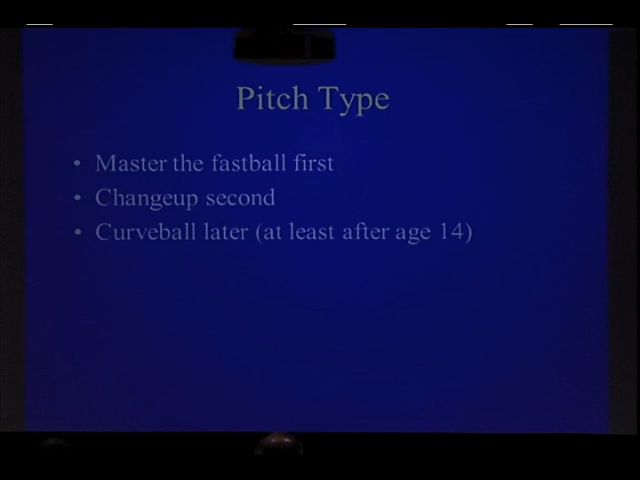 Pitch Type
• Master the fastball first
• Changeup second
• Curveball later (at least after age 14)